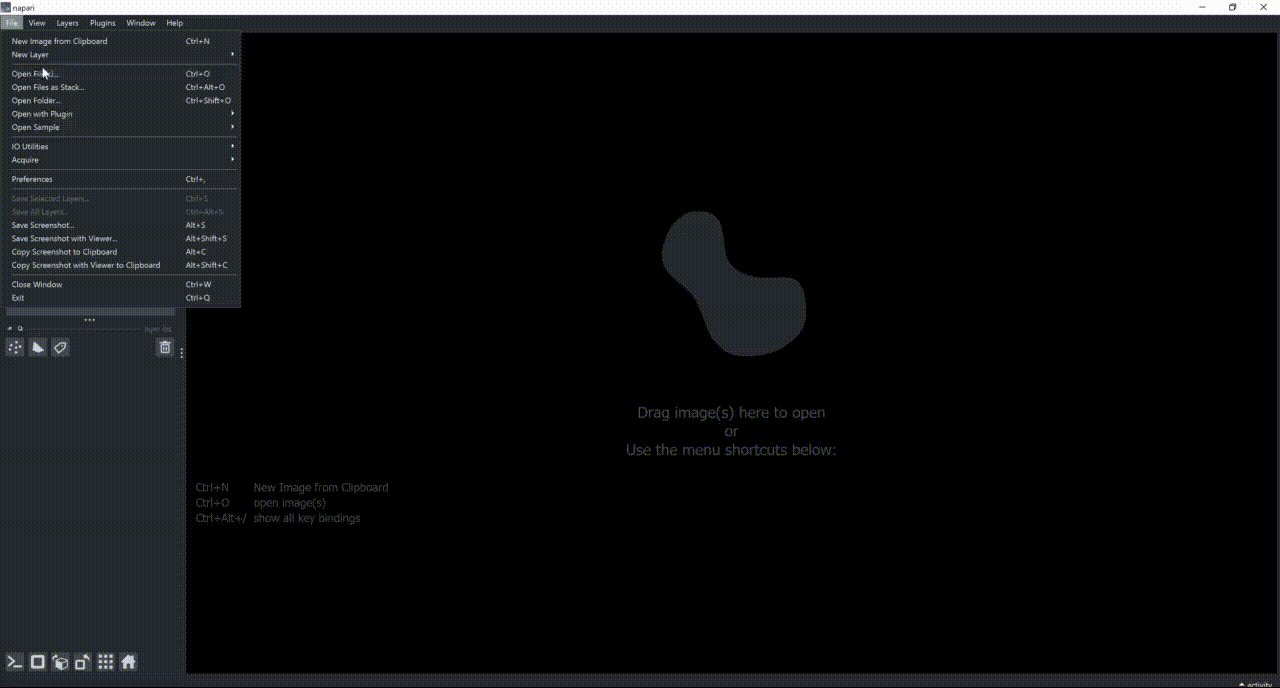 napari
File View Layers Plugins Window Help
New Image from Clipboard Ctrl+N
New Layer
Ctrl+O
Open Files as Stack... Ctrl+Alt+O
Open Folder... Ctrl+Shift+O
Open with Plugin
Open Sample
IO Utilities
Acquire
Preferences Ctrl+,
Save Selected Layers... Ctrl+S
Save All Layers... Ctrl+Alt+S
Save Screenshot... Alt+S
Save Screenshot with Viewer... Alt+Shift+S
Copy Screenshot to Clipboard Alt+C
Copy Screenshot with Viewer to Clipboard Alt+Shift+C
Close Window Ctrl+W
Exit Ctrl+Q
layer list
Drag image(s) here to open
or
Use the menu shortcuts below:
Ctrl+N New Image from Clipboard
Ctrl+O open image(s)
Ctrl+Alt+/ show all key bindings
activity